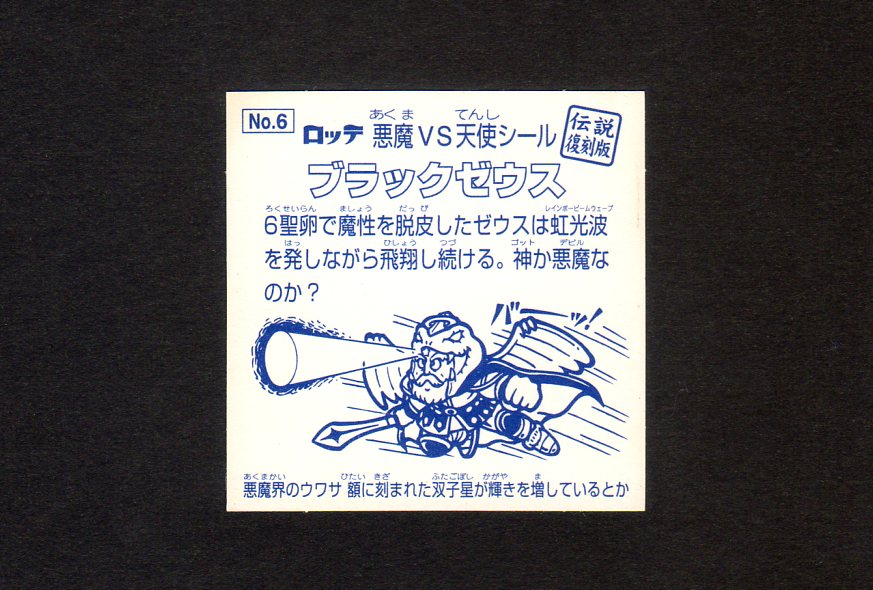 No.6
ロッテ 悪魔VS天使シール
あくま てんし
伝説
復刻版
ブラックゼウス
ろくせいらん ましょう だっぴ レインボービームウェーブ
6聖卵で魔性を脱皮したゼウスは虹光波
はっ ひしょう つづ ゴット デビル
を発しながら飛翔し続ける。神か悪魔な
のか？
バーッ!
あくまかい ひたい きざ ふたごぼし かがや ま
悪魔界のウワサ 額に刻まれた双子星が輝きを増しているとか